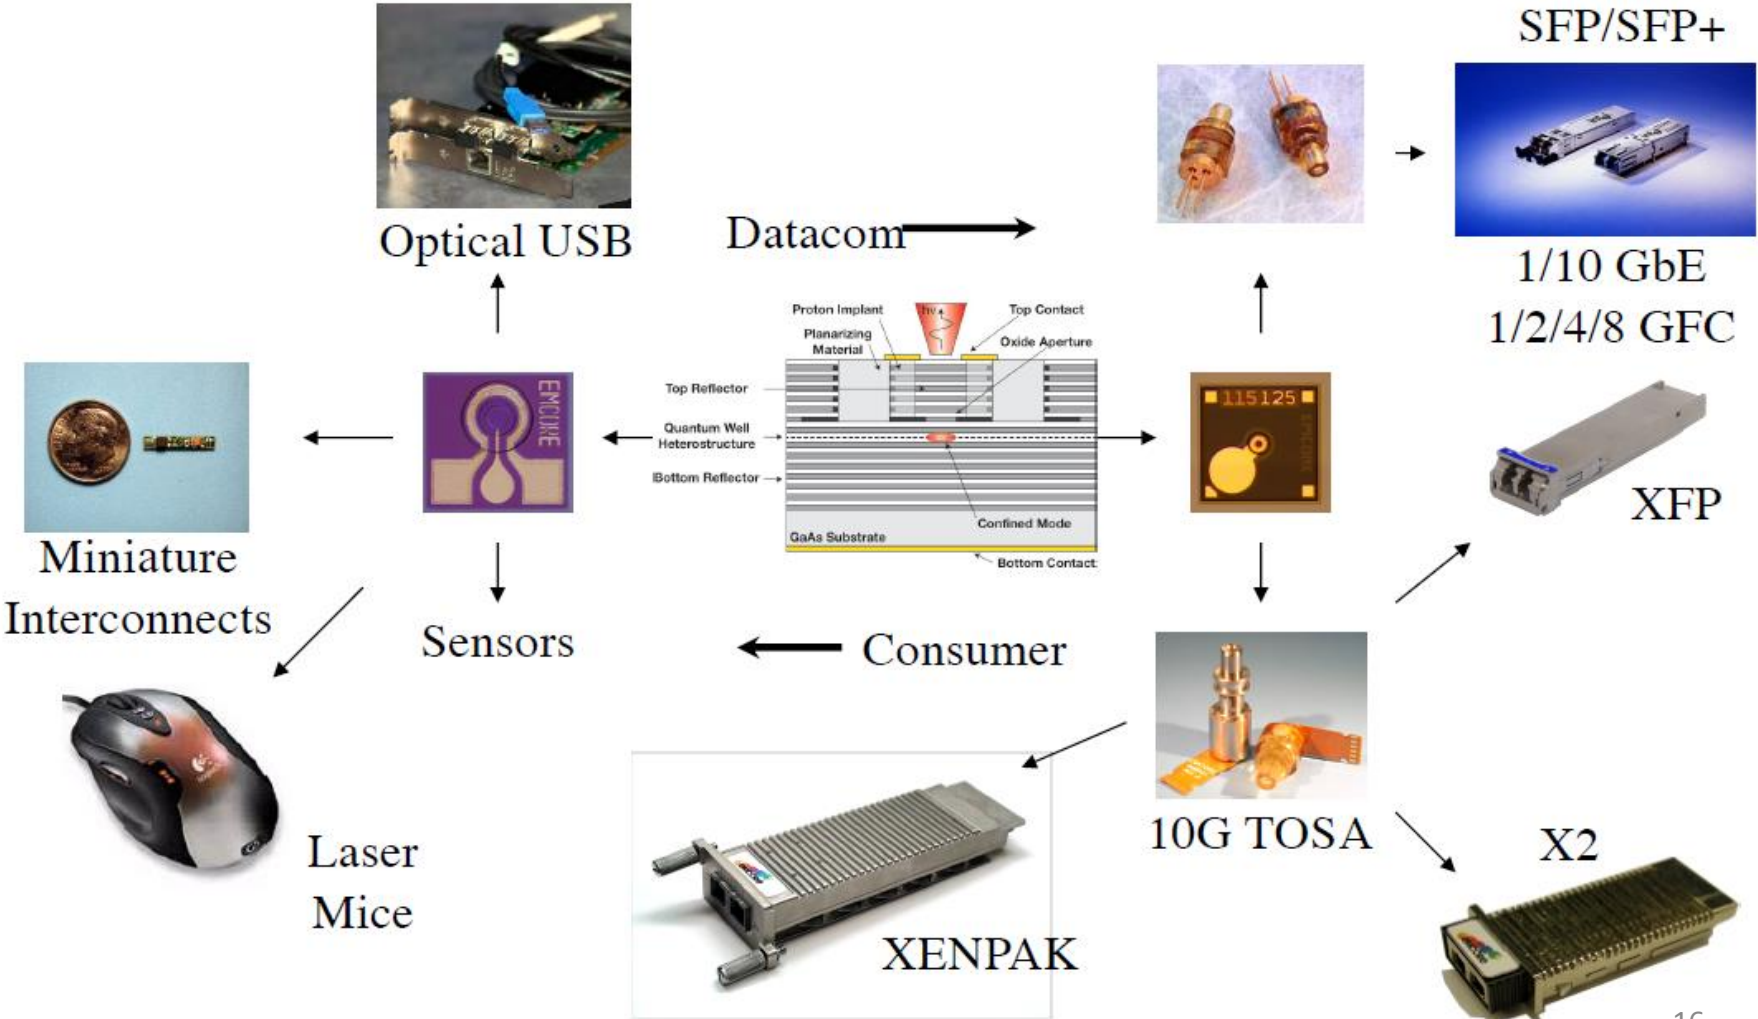 SFP/SFP+
Optical USB
Datacom
1/10 GbE
1/2/4/8 GFC
hν
Proton Implant
Top Contact
Planarizing
Material
Oxide Aperture
Top Reflector
Quantum Well
Heterostructure
Bottom Reflector
Confined Mode
GaAs Substrate
Bottom Contact
EMCORE
115125
XFP
Miniature
Interconnects
Sensors
Consumer
10G TOSA
X2
Laser
Mice
XENPAK
16